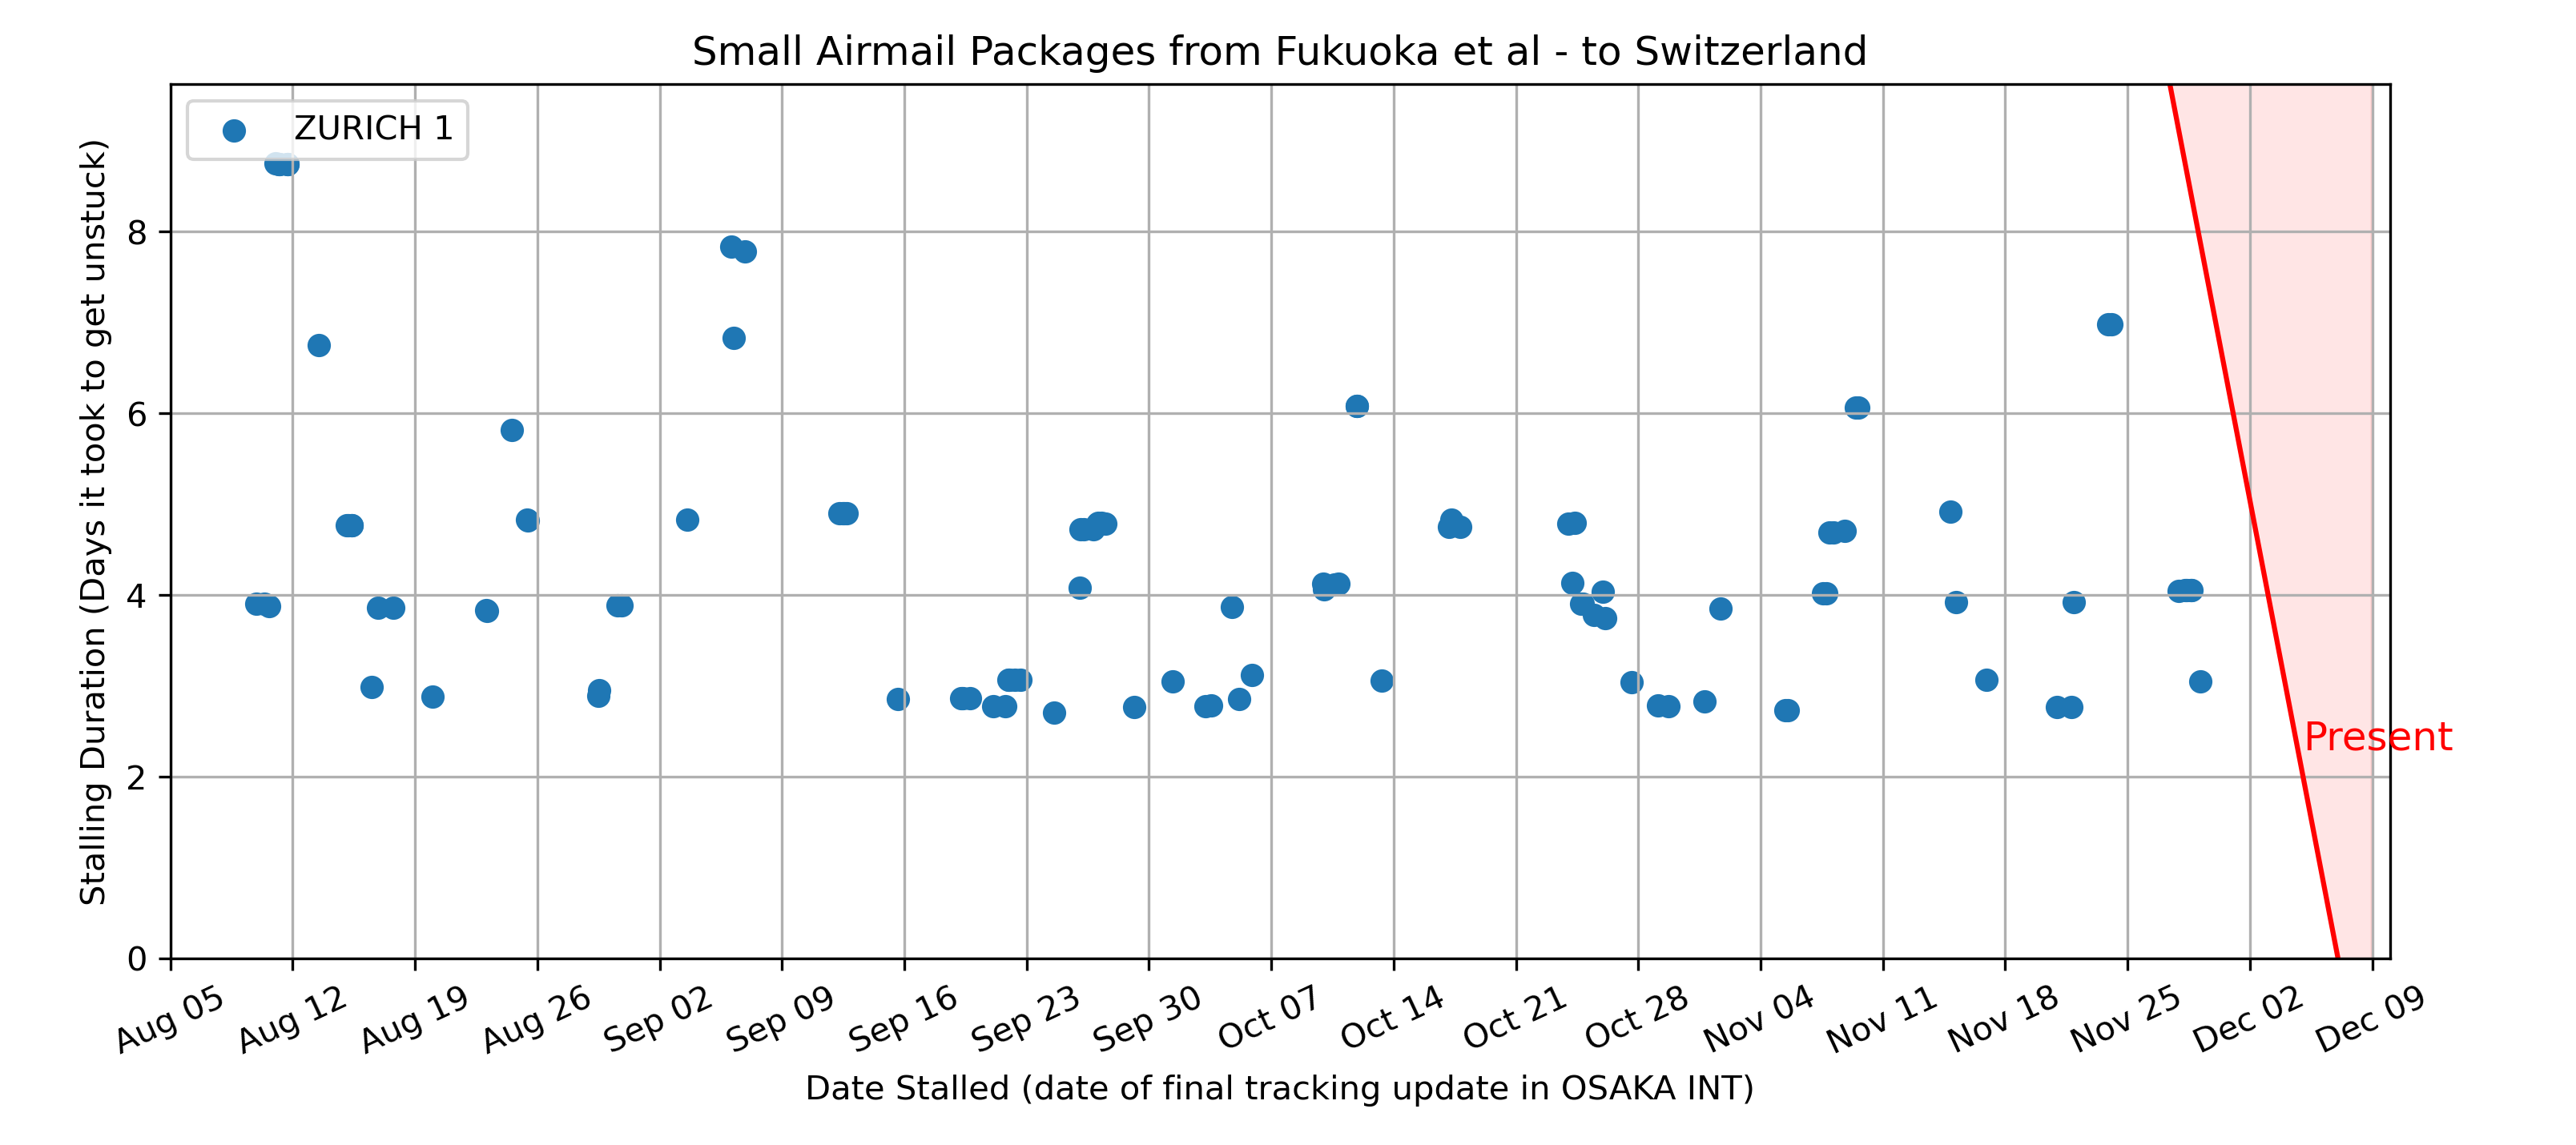 Small Airmail Packages from Fukuoka et al - to Switzerland
ZURICH 1
Stalling Duration (Days it took to get unstuck)
8
6
4
2
0
Present
Aug 05
Aug 12
Aug 19
Aug 26
Sep 02
Sep 09
Sep 16
Sep 23
Sep 30
Oct 07
Oct 14
Oct 21
Oct 28
Nov 04
Nov 11
Nov 18
Nov 25
Dec 02
Dec 09
Date Stalled (date of final tracking update in OSAKA INT)